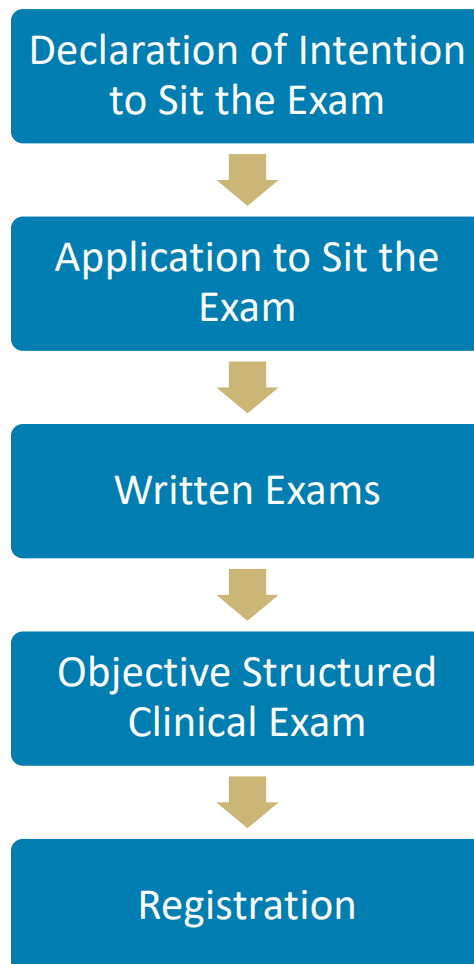 Declaration of Intention
to Sit the Exam
Application to Sit the
Exam
Written Exams
Objective Structured
Clinical Exam
Registration